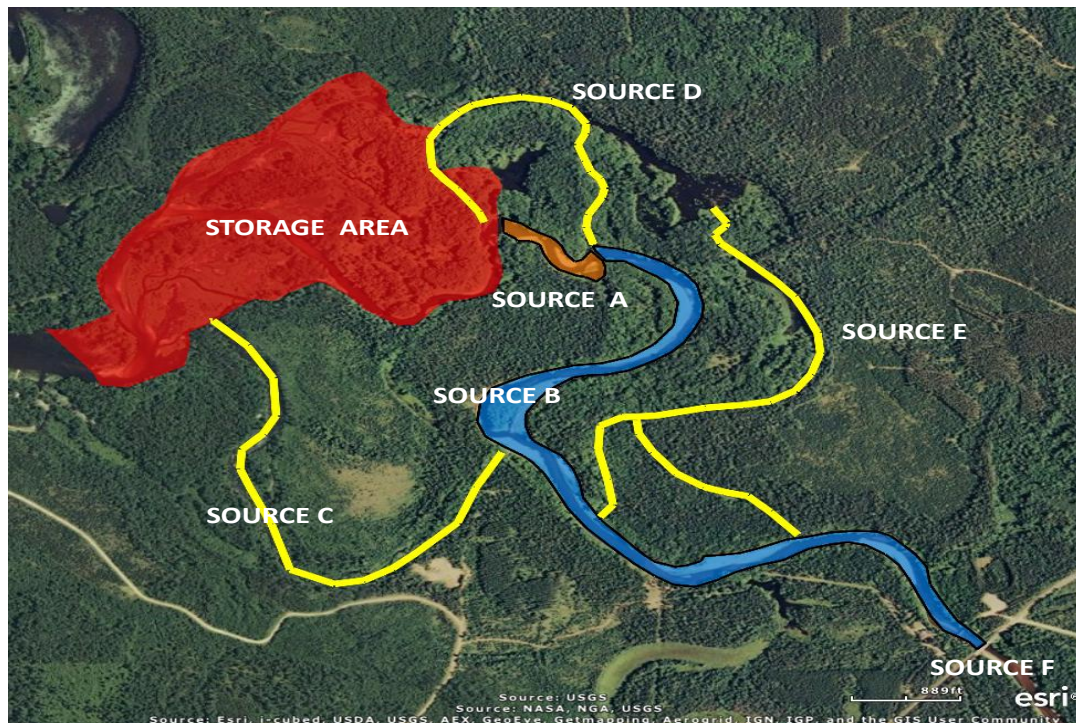 SOURCE D
STORAGE AREA
SOURCE A
SOURCE E
SOURCE B
SOURCE C
SOURCE F
889ft
esri
Source: USGS
Source: NASA, NGA, USGS
Source: Esri, i-cubed, USDA, USGS, AEX, GeoEye, Getmapping, Aerogrid, IGN, IGP, and the GIS User Community